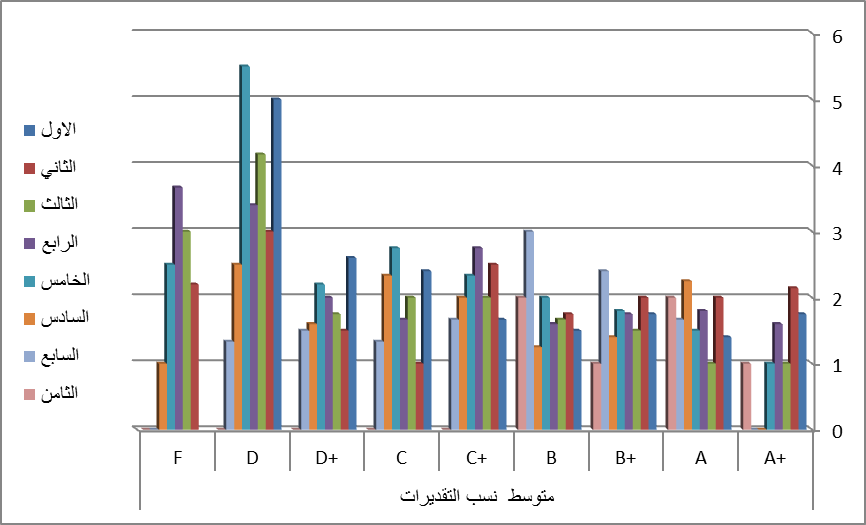 6
5
4
3
2
1
0
الاول
الثاني
الثالث
الرابع
الخامس
السادس
السابع
الثامن
F D D+ C C+ B B+ A A+
متوسط نسب التقديرات